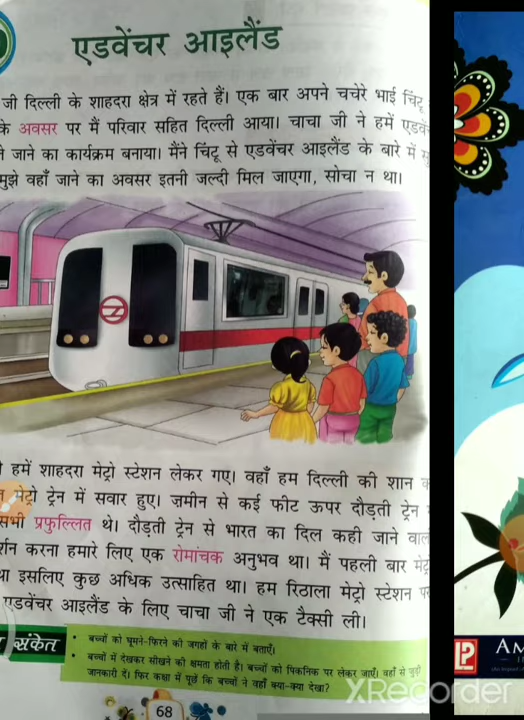 एडवेंचर आइलैंड
जी दिल्ली के शाहदरा क्षेत्र में रहते हैं। एक बार अपने चचेरे भाई चिंटू
के अवसर पर मैं परिवार सहित दिल्ली आया। चाचा जी ने हमें
जाने का कार्यक्रम बनाया। मैंने चिंटू से एडवेंचर आइलैंड के बारे में
मुझे वहाँ जाने का अवसर इतनी जल्दी मिल जाएगा, सोचा न था।
हमें शाहदरा मेट्रो स्टेशन लेकर गए। वहाँ हम दिल्ली की शान
मेट्रो ट्रेन में सवार हुए। ज़मीन से कई फीट ऊपर दौड़ती ट्रेन
सभी प्रफुल्लित थे। दौड़ती ट्रेन से भारत का दिल कही जाने
करना हमारे लिए एक रोमांचक अनुभव था। मैं पहली बार
था इसलिए कुछ अधिक उत्साहित था। हम रिठाला मेट्रो स्टेशन
एडवेंचर आइलैंड के लिए चाचा जी ने एक टैक्सी ली।
संकेत
• बच्चों को घूमने-फिरने की जगहों के बारे में बताएँ।
• बच्चों में देखकर सीखने की क्षमता होती है। बच्चों को पिकनिक पर लेकर जाएँ। वहाँ से
जानकारी दें। फिर कक्षा में पूछें कि बच्चों ने वहाँ क्या-क्या देखा?
68
LP
XRecorder